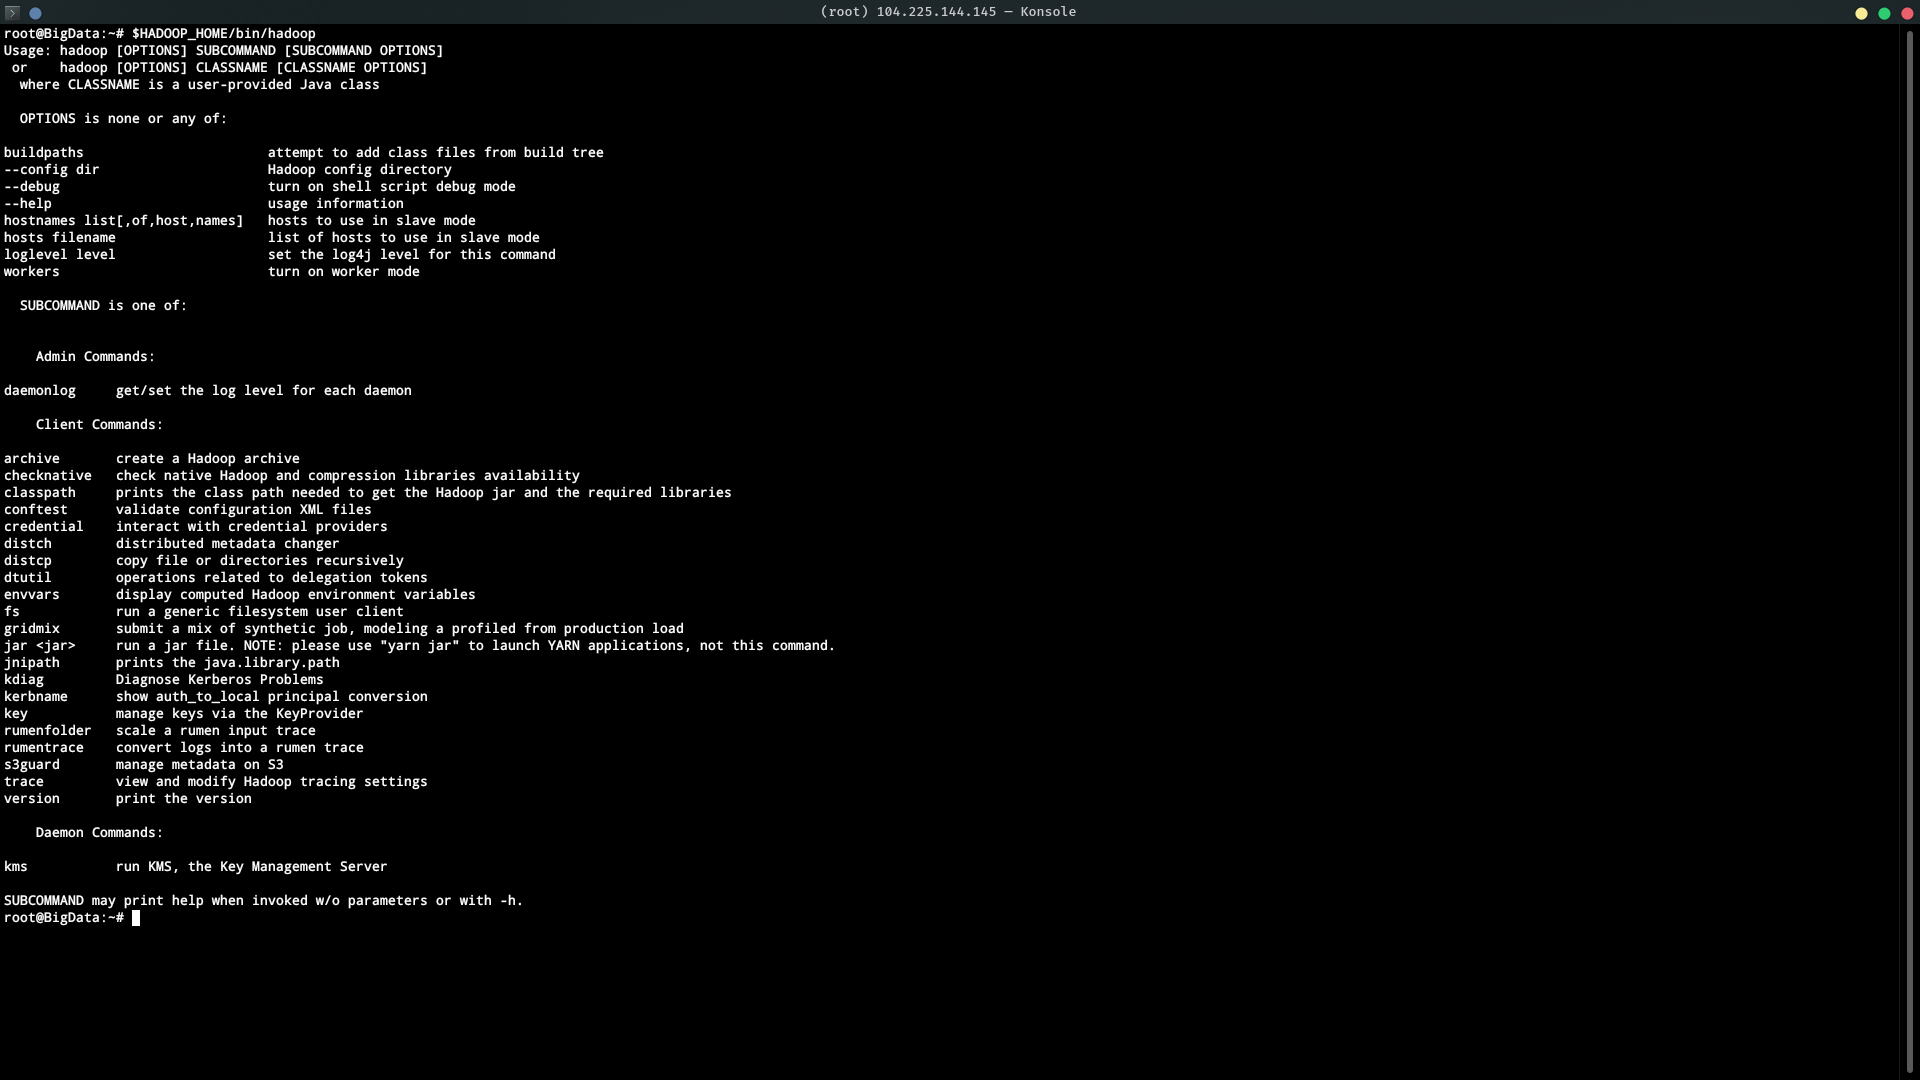 (root) 104.225.144.145 — Konsole
root@BigData:~# $HADOOP_HOME/bin/hadoop
Usage: hadoop [OPTIONS] SUBCOMMAND [SUBCOMMAND OPTIONS]
 or    hadoop [OPTIONS] CLASSNAME [CLASSNAME OPTIONS]
  where CLASSNAME is a user-provided Java class
  OPTIONS is none or any of:
buildpaths                       attempt to add class files from build tree
--config dir                     Hadoop config directory
--debug                          turn on shell script debug mode
--help                           usage information
hostnames list[,of,host,names]   hosts to use in slave mode
hosts filename                   list of hosts to use in slave mode
loglevel level                   set the log4j level for this command
workers                          turn on worker mode
  SUBCOMMAND is one of:
    Admin Commands:
daemonlog     get/set the log level for each daemon
    Client Commands:
archive       create a Hadoop archive
checknative   check native Hadoop and compression libraries availability
classpath     prints the class path needed to get the Hadoop jar and the required libraries
conftest      validate configuration XML files
credential    interact with credential providers
distch        distributed metadata changer
distcp        copy file or directories recursively
dtutil        operations related to delegation tokens
envvars       display computed Hadoop environment variables
fs            run a generic filesystem user client
gridmix       submit a mix of synthetic job, modeling a profiled from production load
jar <jar>     run a jar file. NOTE: please use "yarn jar" to launch YARN applications, not this command.
jnipath       prints the java.library.path
kdiag         Diagnose Kerberos Problems
kerbname      show auth_to_local principal conversion
key           manage keys via the KeyProvider
rumenfolder   scale a rumen input trace
rumentrace    convert logs into a rumen trace
s3guard       manage metadata on S3
trace         view and modify Hadoop tracing settings
version       print the version
    Daemon Commands:
kms           run KMS, the Key Management Server
SUBCOMMAND may print help when invoked w/o parameters or with -h.
root@BigData:~#